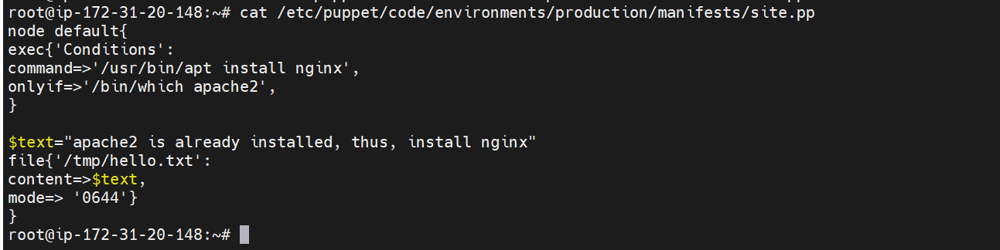 root@ip-172-31-20-148:~# cat /etc/puppet/code/environments/production/manifests/site.pp
node default{
exec{'Conditions':
command=>'/usr/bin/apt install nginx',
onlyif=>'/bin/which apache2',
}
$text="apache2 is already installed, thus, install nginx"
file{'/tmp/hello.txt':
content=>$text,
mode=> '0644'}
}
root@ip-172-31-20-148:~#